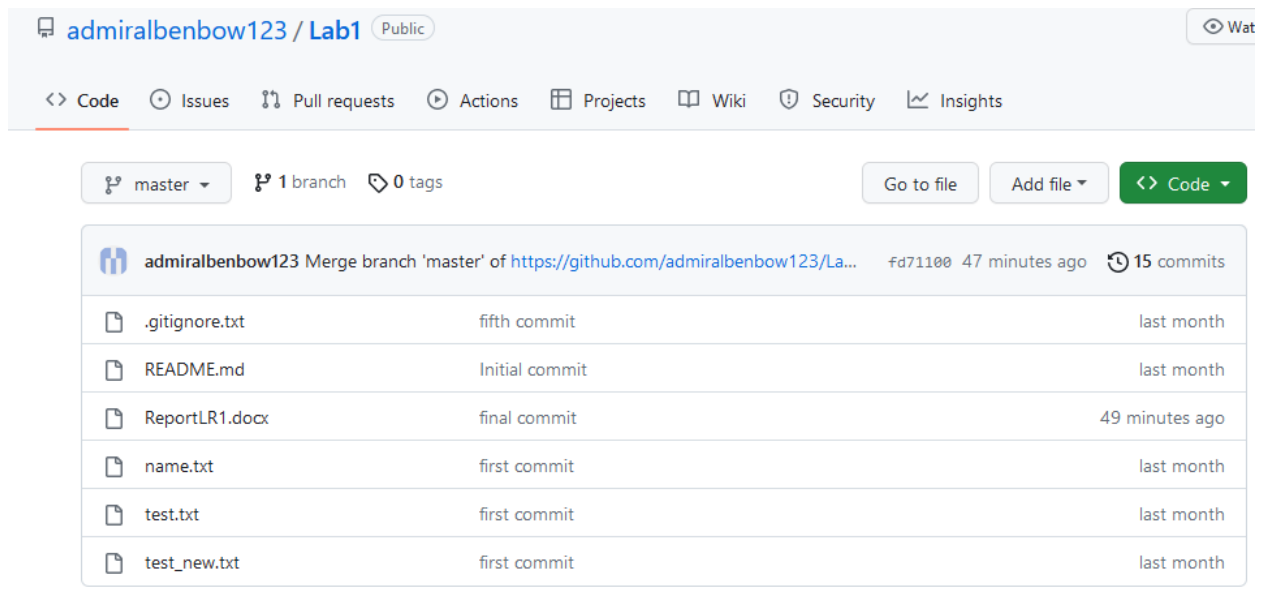 admiralbenbow123 / Lab1 Public Wat
Code Issues Pull requests Actions Projects Wiki Security Insights
master 1 branch 0 tags Go to file Add file Code
admiralbenbow123 Merge branch 'master' of https://github.com/admiralbenbow123/La... fd71100 47 minutes ago 15 commits
.gitignore.txt fifth commit last month
README.md Initial commit last month
ReportLR1.docx final commit 49 minutes ago
name.txt first commit last month
test.txt first commit last month
test_new.txt first commit last month